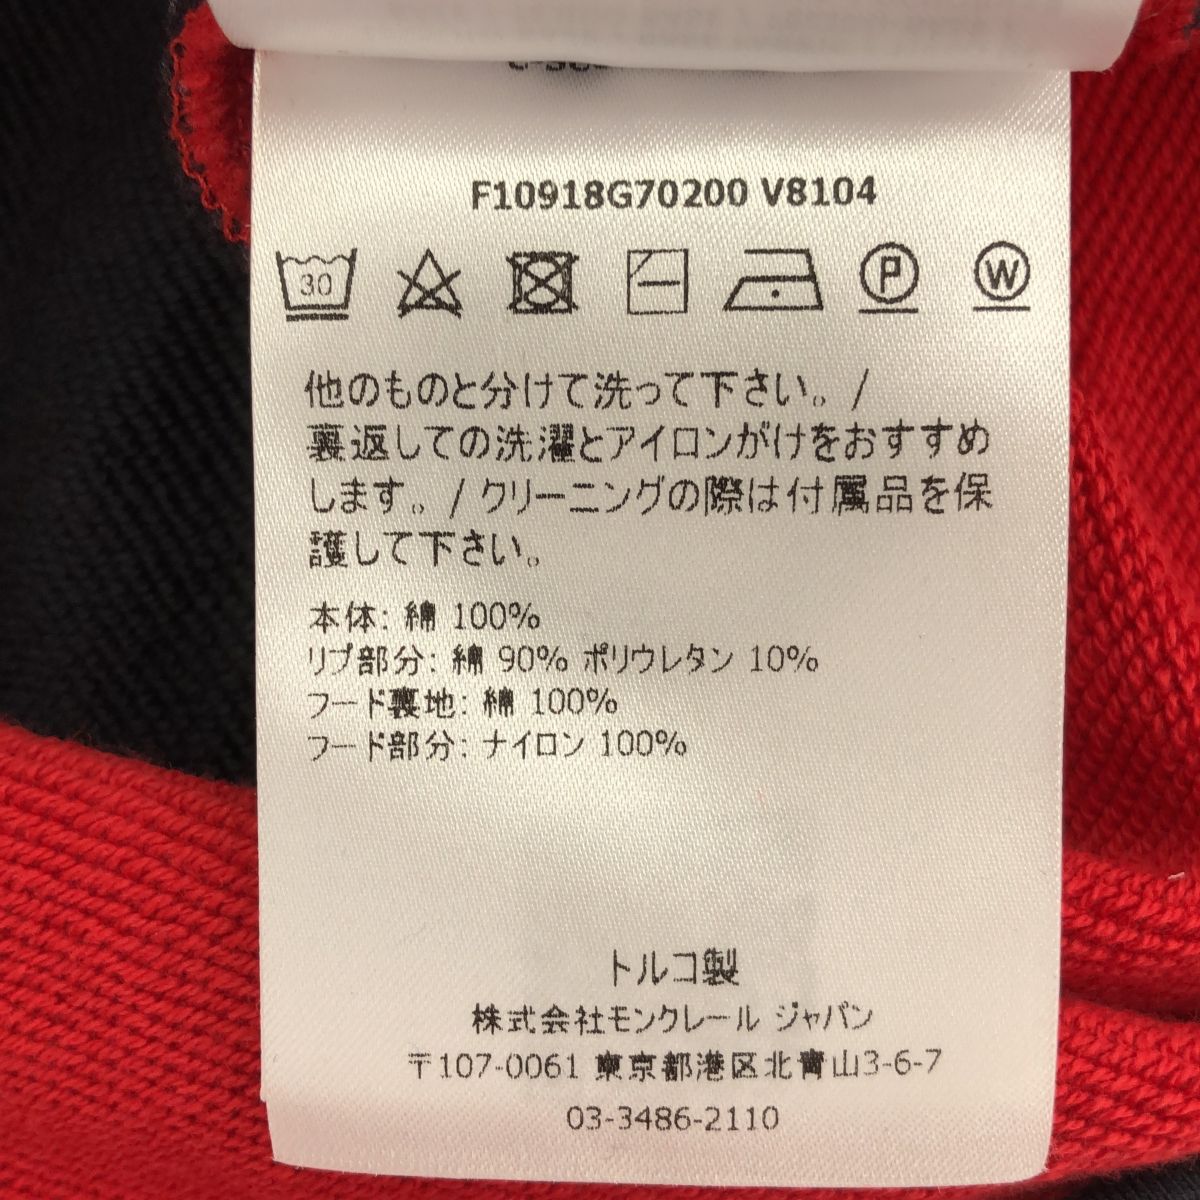 F10918G70200 V8104
30 P W
他のものと分けて洗って下さい。/
裏返しての洗濯とアイロンがけをおすすめ
します。/ クリーニングの際は付属品を保
護して下さい。
本体: 綿 100%
リブ部分: 綿 90% ポリウレタン 10%
フード裏地: 綿 100%
フード部分: ナイロン 100%
トルコ製
株式会社モンクレール ジャパン
〒107-0061 東京都港区北青山3-6-7
03-3486-2110